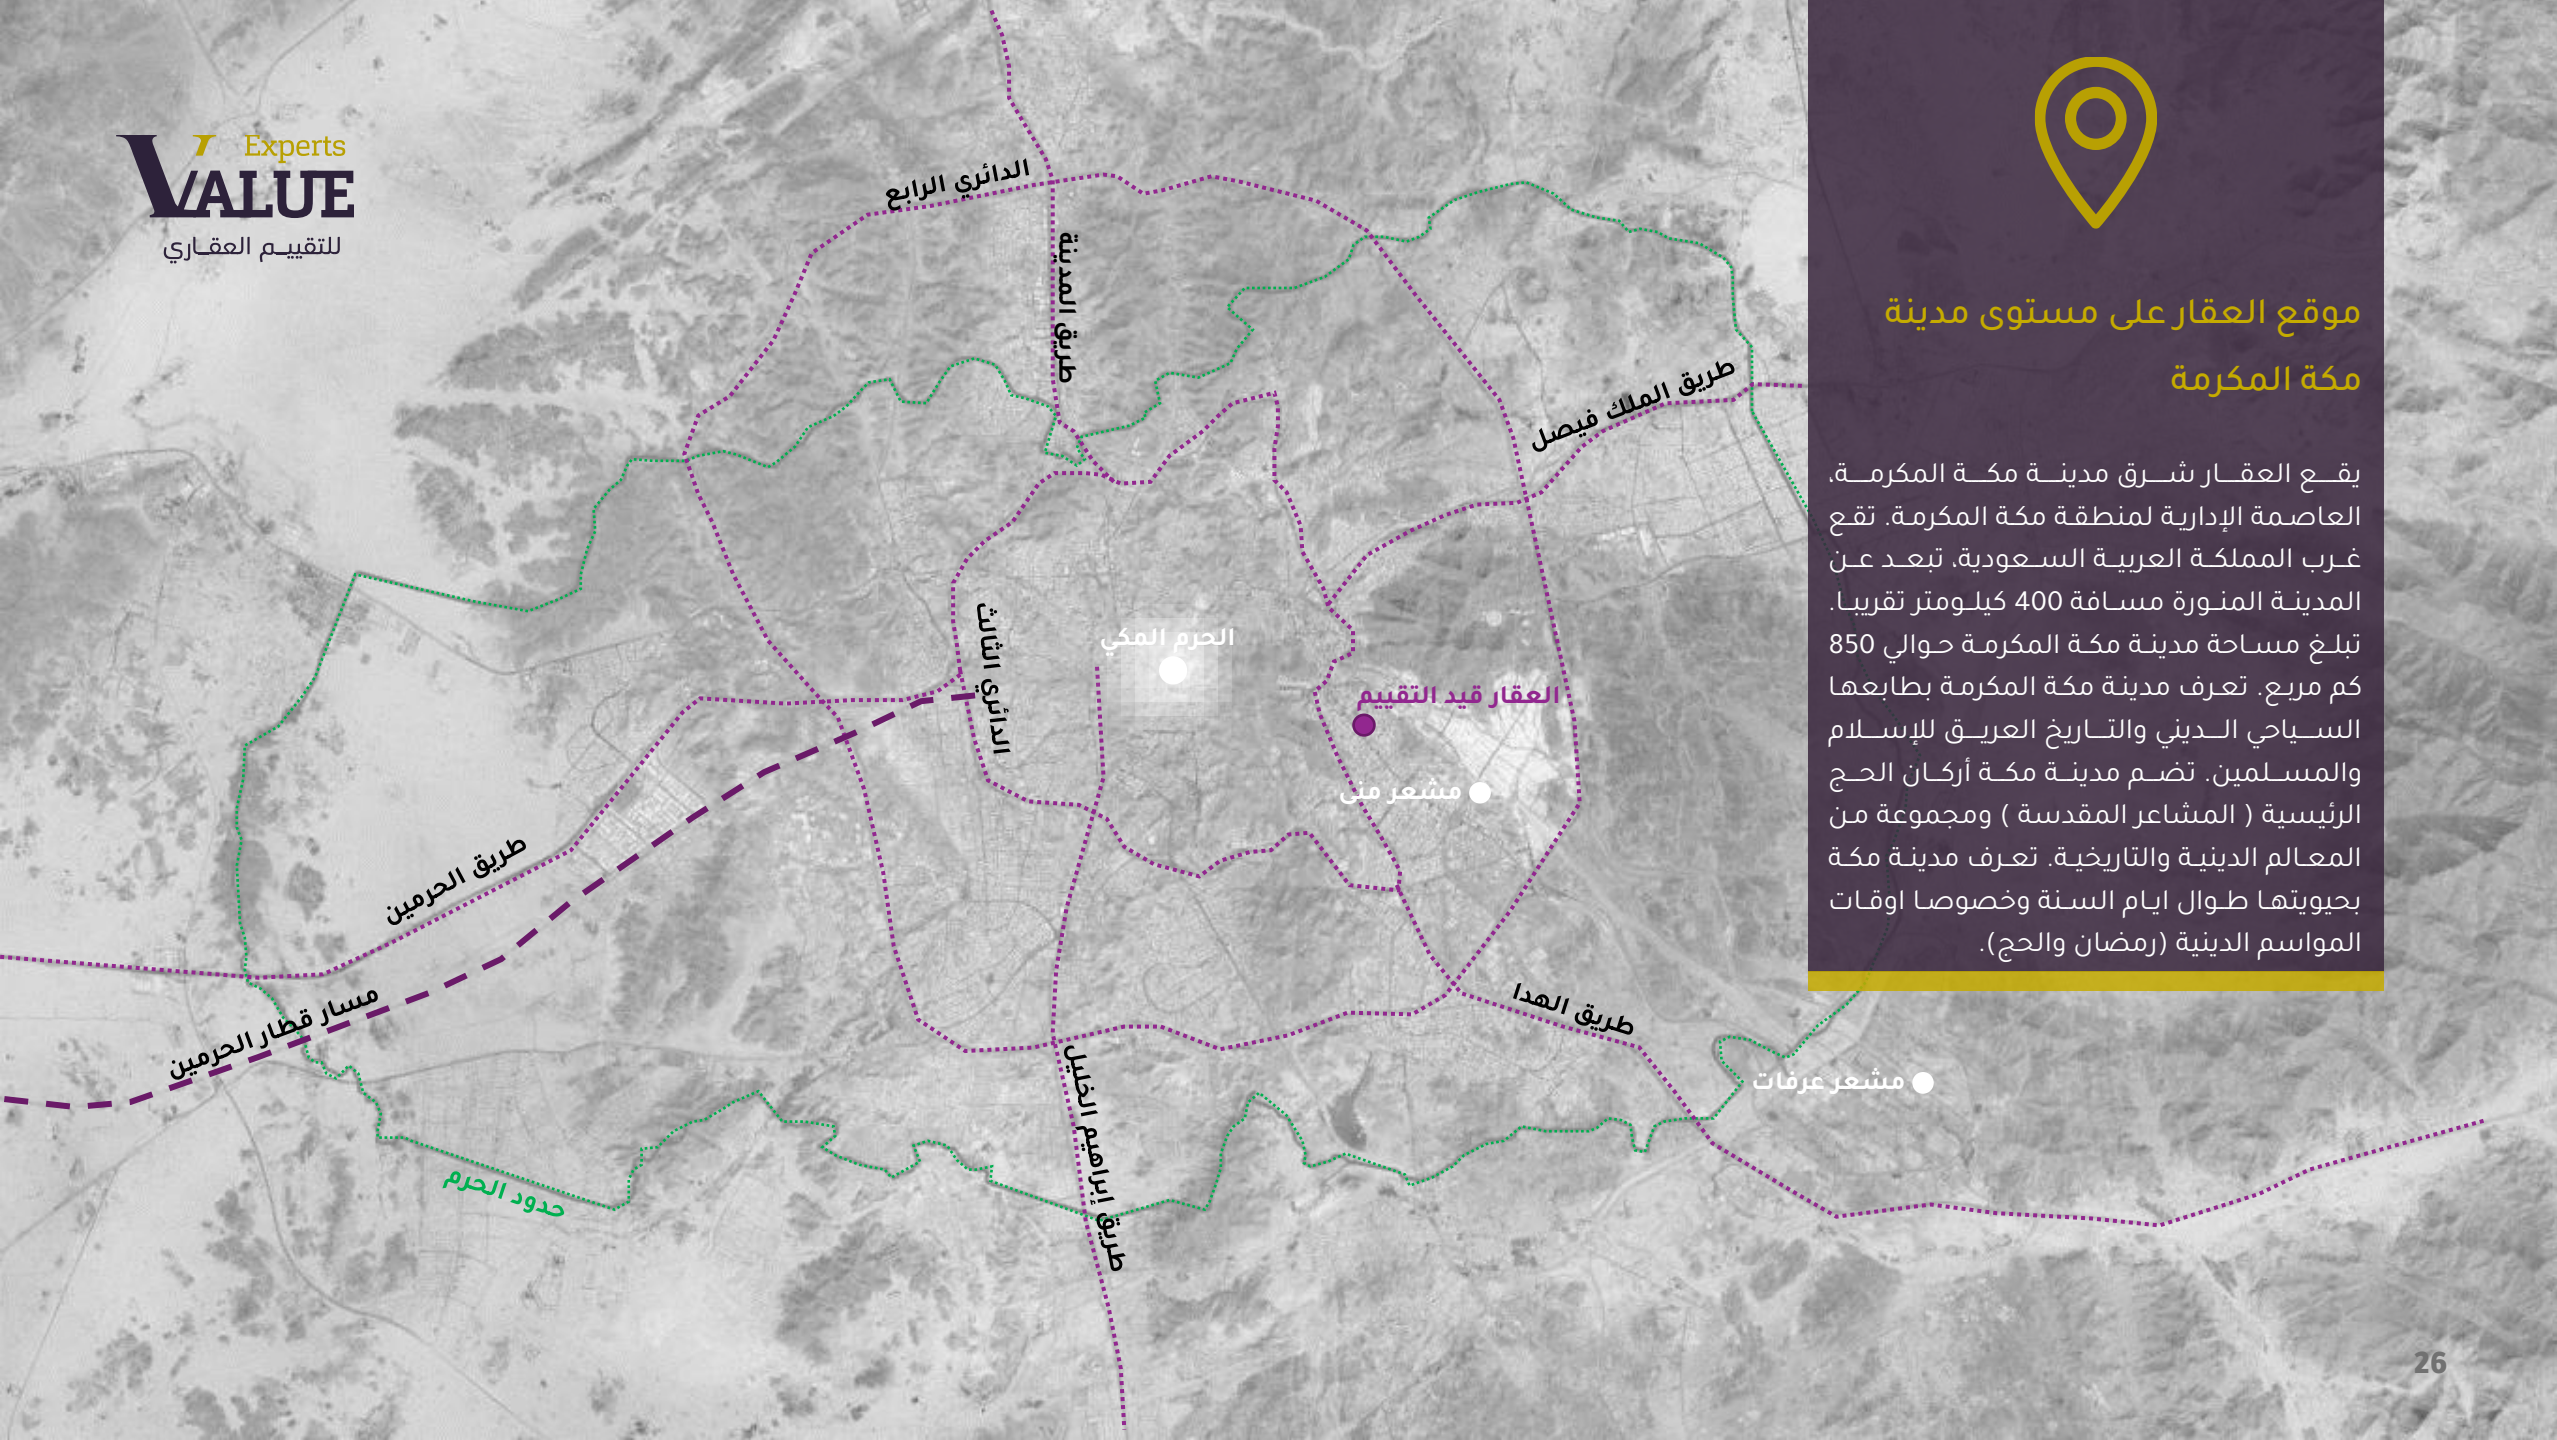 Experts
VALUE
للتقييم العقاري
موقع العقار على مستوى مدينة
مكة المكرمة
يقع العقار شرق مدينة مكة المكرمة،
العاصمة الإدارية لمنطقة مكة المكرمة. تقع
غرب المملكة العربية السعودية، تبعد عن
المدينة المنورة مسافة 400 كيلومتر تقريبا.
تبلغ مساحة مدينة مكة المكرمة حوالي 850
كم مربع. تعرف مدينة مكة المكرمة بطابعها
السياحي الديني والتاريخ العريق للإسلام
والمسلمين. تضم مدينة مكة أركان الحج
الرئيسية ( المشاعر المقدسة ) ومجموعة من
المعالم الدينية والتاريخية. تعرف مدينة مكة
بحيويتها طوال ايام السنة وخصوصا اوقات
المواسم الدينية (رمضان والحج).
الدائري الرابع
طريق المدينة
طريق الملك فيصل
الدائري الثالث
الحرم المكي
العقار قيد التقييم
مشعر منى
طريق الحرمين
مسار قطار الحرمين
طريق الهدا
مشعر عرفات
طريق إبراهيم الخليل
حدود الحرم
26